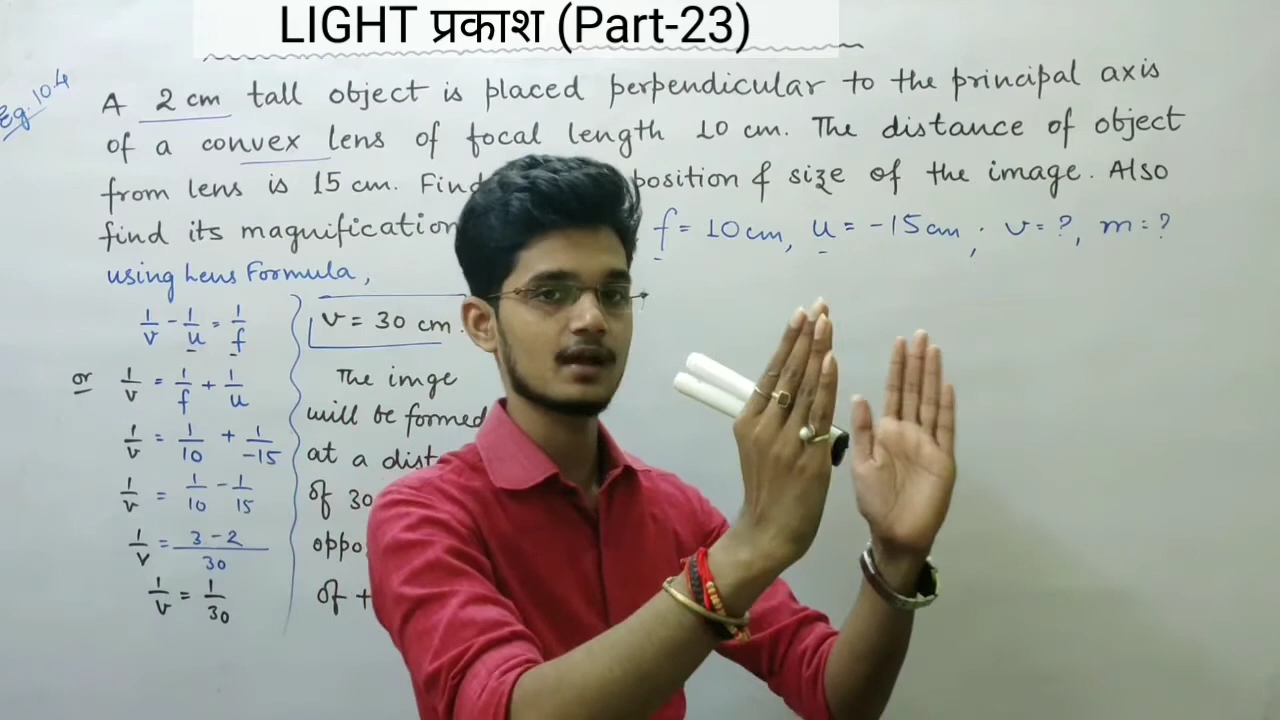 LIGHT प्रकाश (Part-23)
Eg. 10.4
A 2 cm tall object is placed perpendicular to the principal axis
of a convex lens of focal length 10 cm. The distance of object
from lens is 15 cm. Find position & size of the image. Also
find its magnification f = 10cm, u = -15cm; v = ?, m = ?
using Lens Formula,
1/v - 1/u = 1/f
or 1/v = 1/f + 1/u
1/v = 1/10 + 1/-15
1/v = 1/10 - 1/15
1/v = 3-2/30
1/v = 1/30
v = 30 cm.
The imge
will be formed
at a dist
of 30
oppo
of